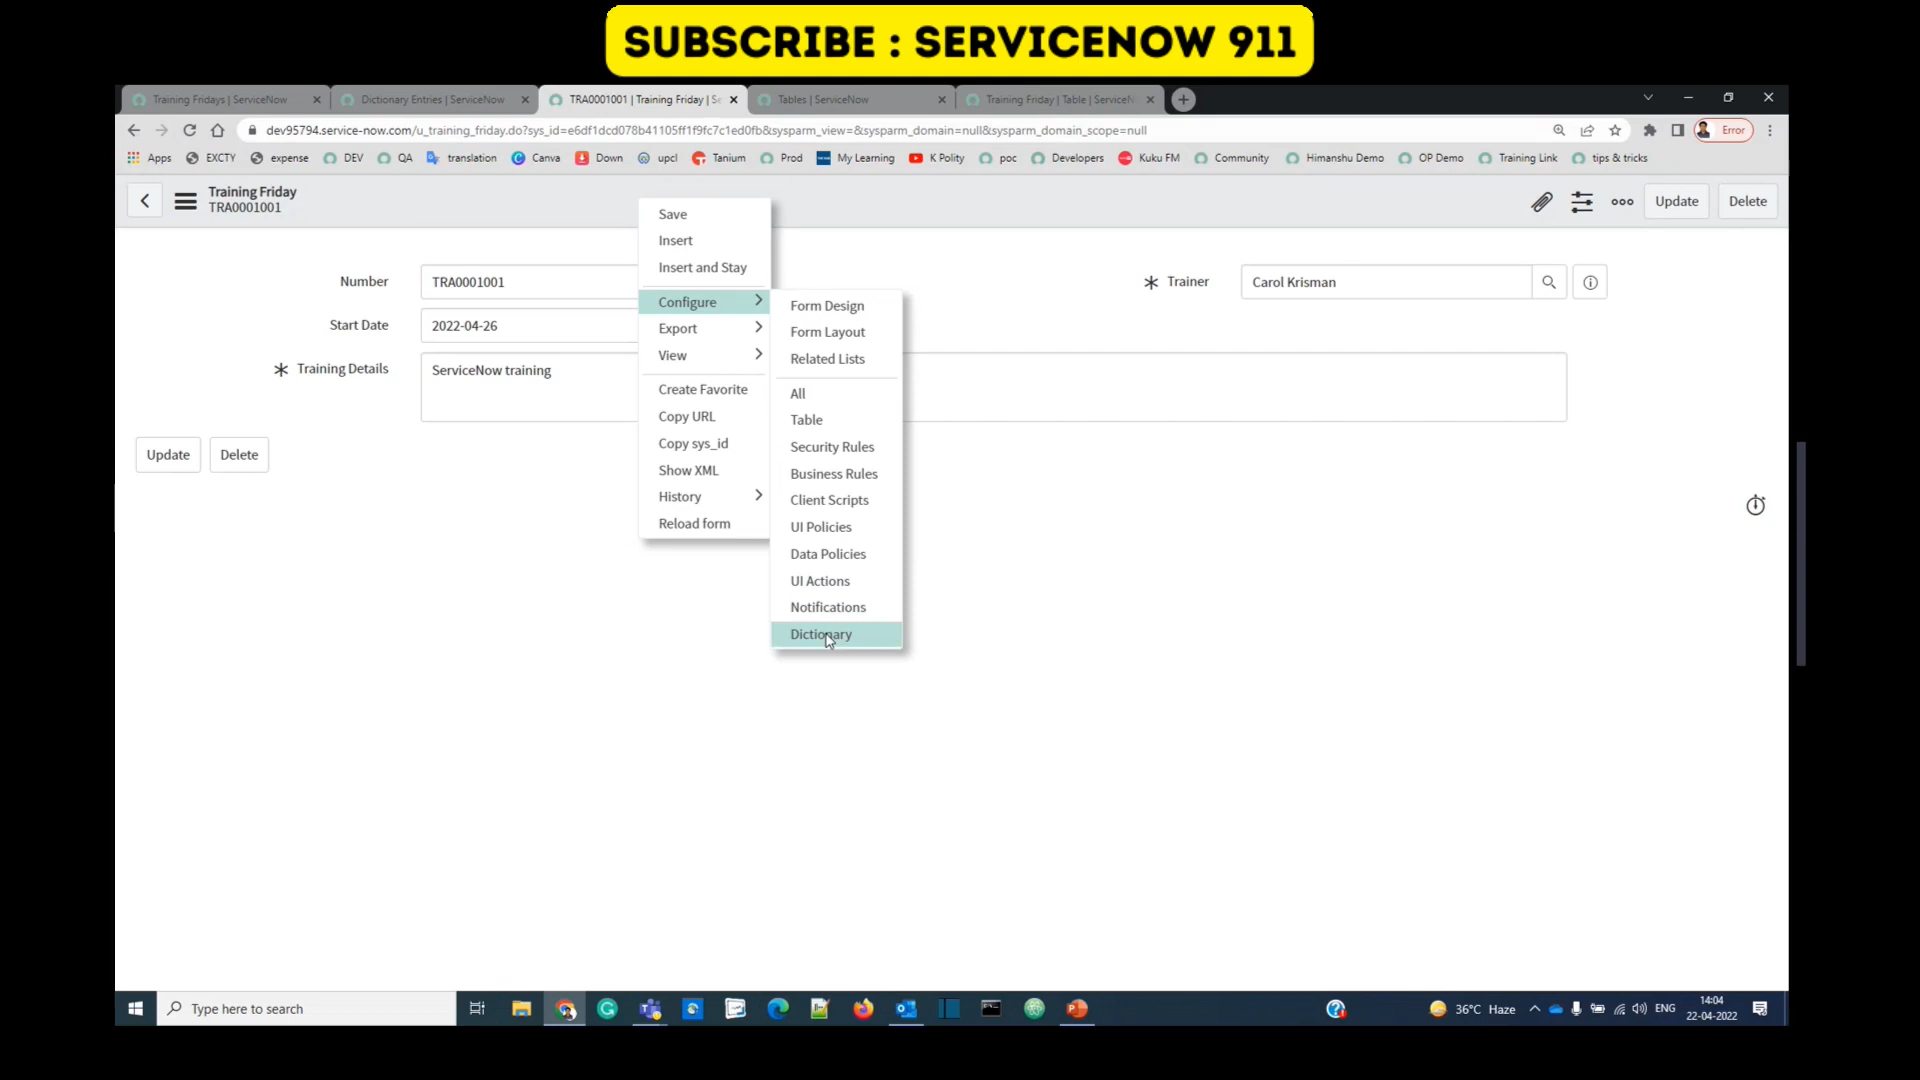 SUBSCRIBE : SERVICENOW 911
Training Fridays | ServiceNow
Dictionary Entries | ServiceNow
TRA0001001 | Training Friday | Se
Tables | ServiceNow
Training Friday | Table | ServiceN
dev95794.service-now.com/u_training_friday.do?sys_id=e6df1dcd078b41105ff1f9fc7c1ed0fb&sysparm_view=&sysparm_domain=null&sysparm_domain_scope=null
Error
Apps EXCTY expense DEV QA translation Canva Down upcl Tanium Prod My Learning K Polity poc Developers Kuku FM Community Himanshu Demo OP Demo Training Link tips & tricks
Training Friday
TRA0001001
Update Delete
Number TRA0001001
Trainer Carol Krisman
Start Date 2022-04-26
Training Details ServiceNow training
Update Delete
Save
Insert
Insert and Stay
Configure
Export
View
Create Favorite
Copy URL
Copy sys_id
Show XML
History
Reload form
Form Design
Form Layout
Related Lists
All
Table
Security Rules
Business Rules
Client Scripts
UI Policies
Data Policies
UI Actions
Notifications
Dictionary
Type here to search
36°C Haze
ENG
14:04
22-04-2022